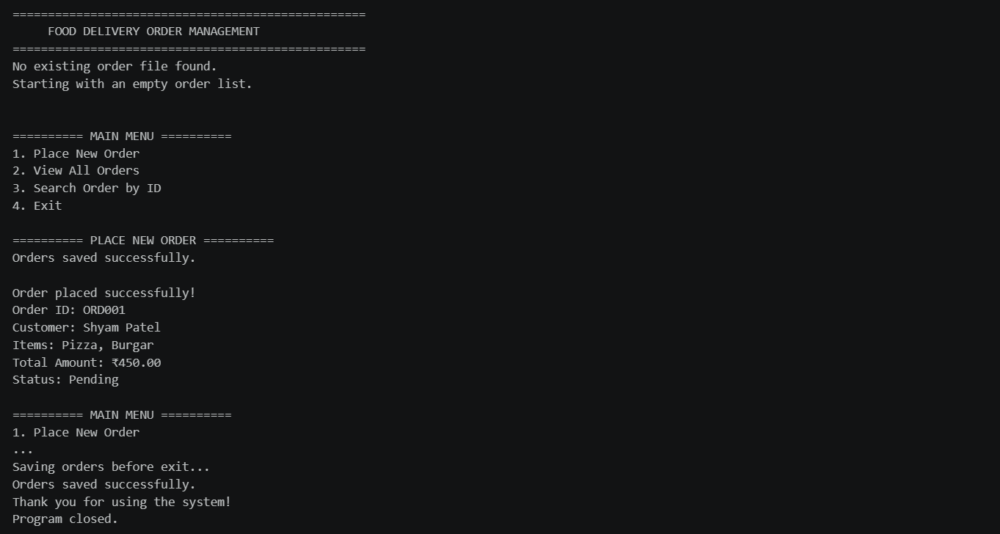 ==================================================
     FOOD DELIVERY ORDER MANAGEMENT
==================================================
No existing order file found.
Starting with an empty order list.
========== MAIN MENU ==========
1. Place New Order
2. View All Orders
3. Search Order by ID
4. Exit
========== PLACE NEW ORDER ==========
Orders saved successfully.
Order placed successfully!
Order ID: ORD001
Customer: Shyam Patel
Items: Pizza, Burgar
Total Amount: ₹450.00
Status: Pending
========== MAIN MENU ==========
1. Place New Order
...
Saving orders before exit...
Orders saved successfully.
Thank you for using the system!
Program closed.